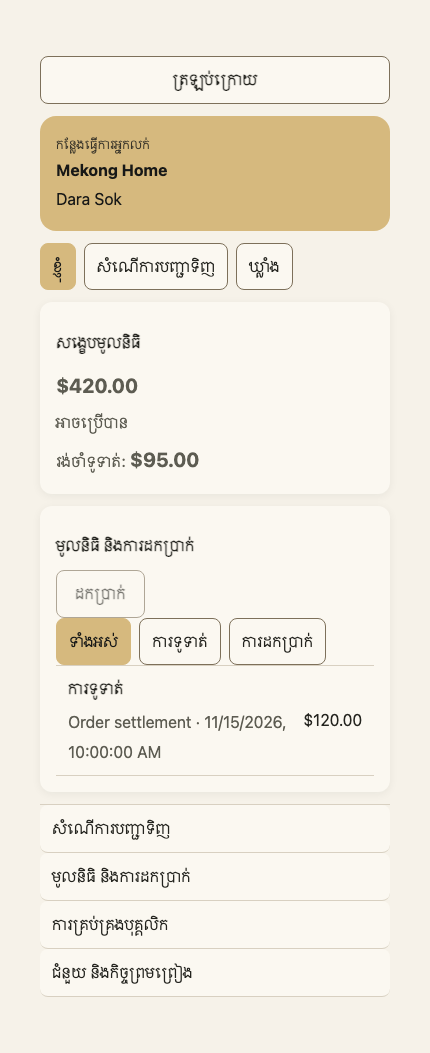 ត្រឡប់ក្រោយ
កន្លែងធ្វើការអ្នកលក់
Mekong Home
Dara Sok
ខ្ញុំ
សំណើការបញ្ជាទិញ
ឃ្លាំង
សង្ខេបមូលនិធិ
$420.00
អាចប្រើបាន
រង់ចាំទូទាត់: $95.00
មូលនិធិ និងការដកប្រាក់
ដកប្រាក់
ទាំងអស់
ការទូទាត់
ការដកប្រាក់
ការទូទាត់
Order settlement · 11/15/2026,
$120.00
10:00:00 AM
សំណើការបញ្ជាទិញ
មូលនិធិ និងការដកប្រាក់
ការគ្រប់គ្រងបុគ្គលិក
ជំនួយ និងកិច្ចព្រមព្រៀង